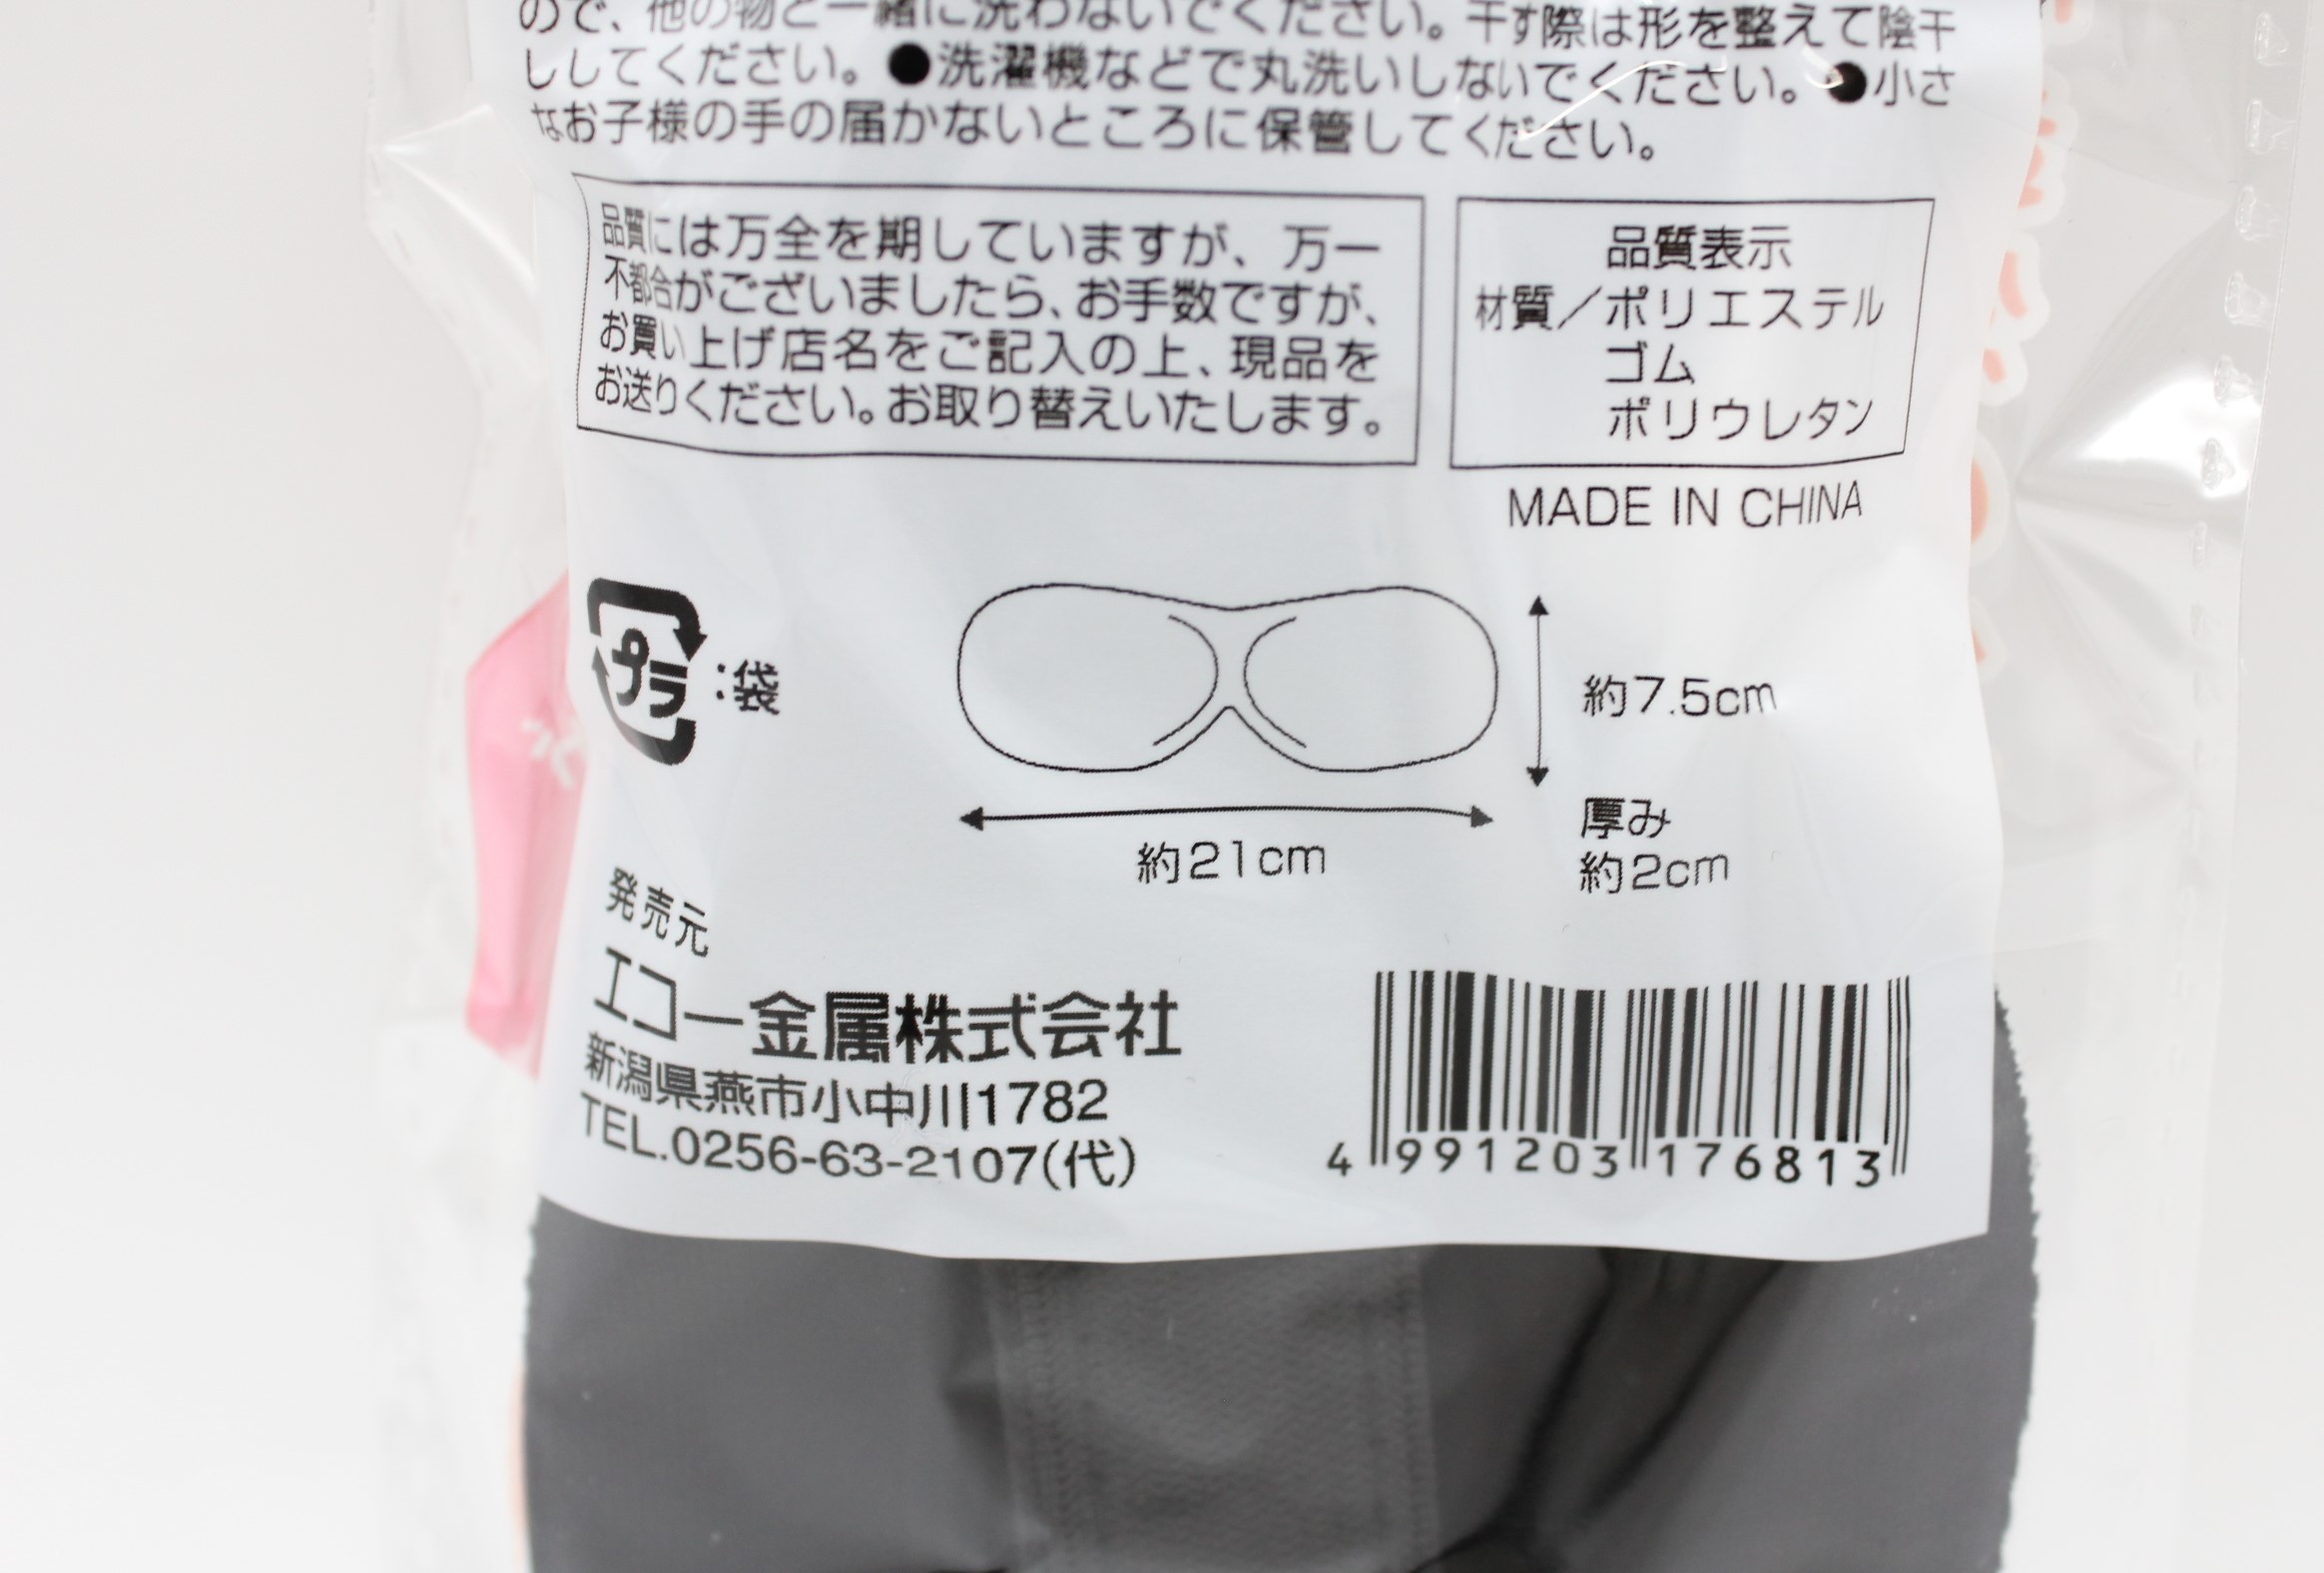 ので、他の物と一緒に洗わないでください。干す際は形を整えて陰干
ししてください。●洗濯機などで丸洗いしないでください。●小さ
なお子様の手の届かないところに保管してください。
品質には万全を期していますが、万一
不都合がございましたら、お手数ですが、
お買い上げ店名をご記入の上、現品を
お送りください。お取り替えいたします。
品質表示
材質／ポリエステル
ゴム
ポリウレタン
MADE IN CHINA
プラ:袋
約7.5cm
約21cm
厚み
約2cm
発売元
エコー金属株式会社
新潟県燕市小中川1782
TEL.0256-63-2107(代)
4 991203 176813